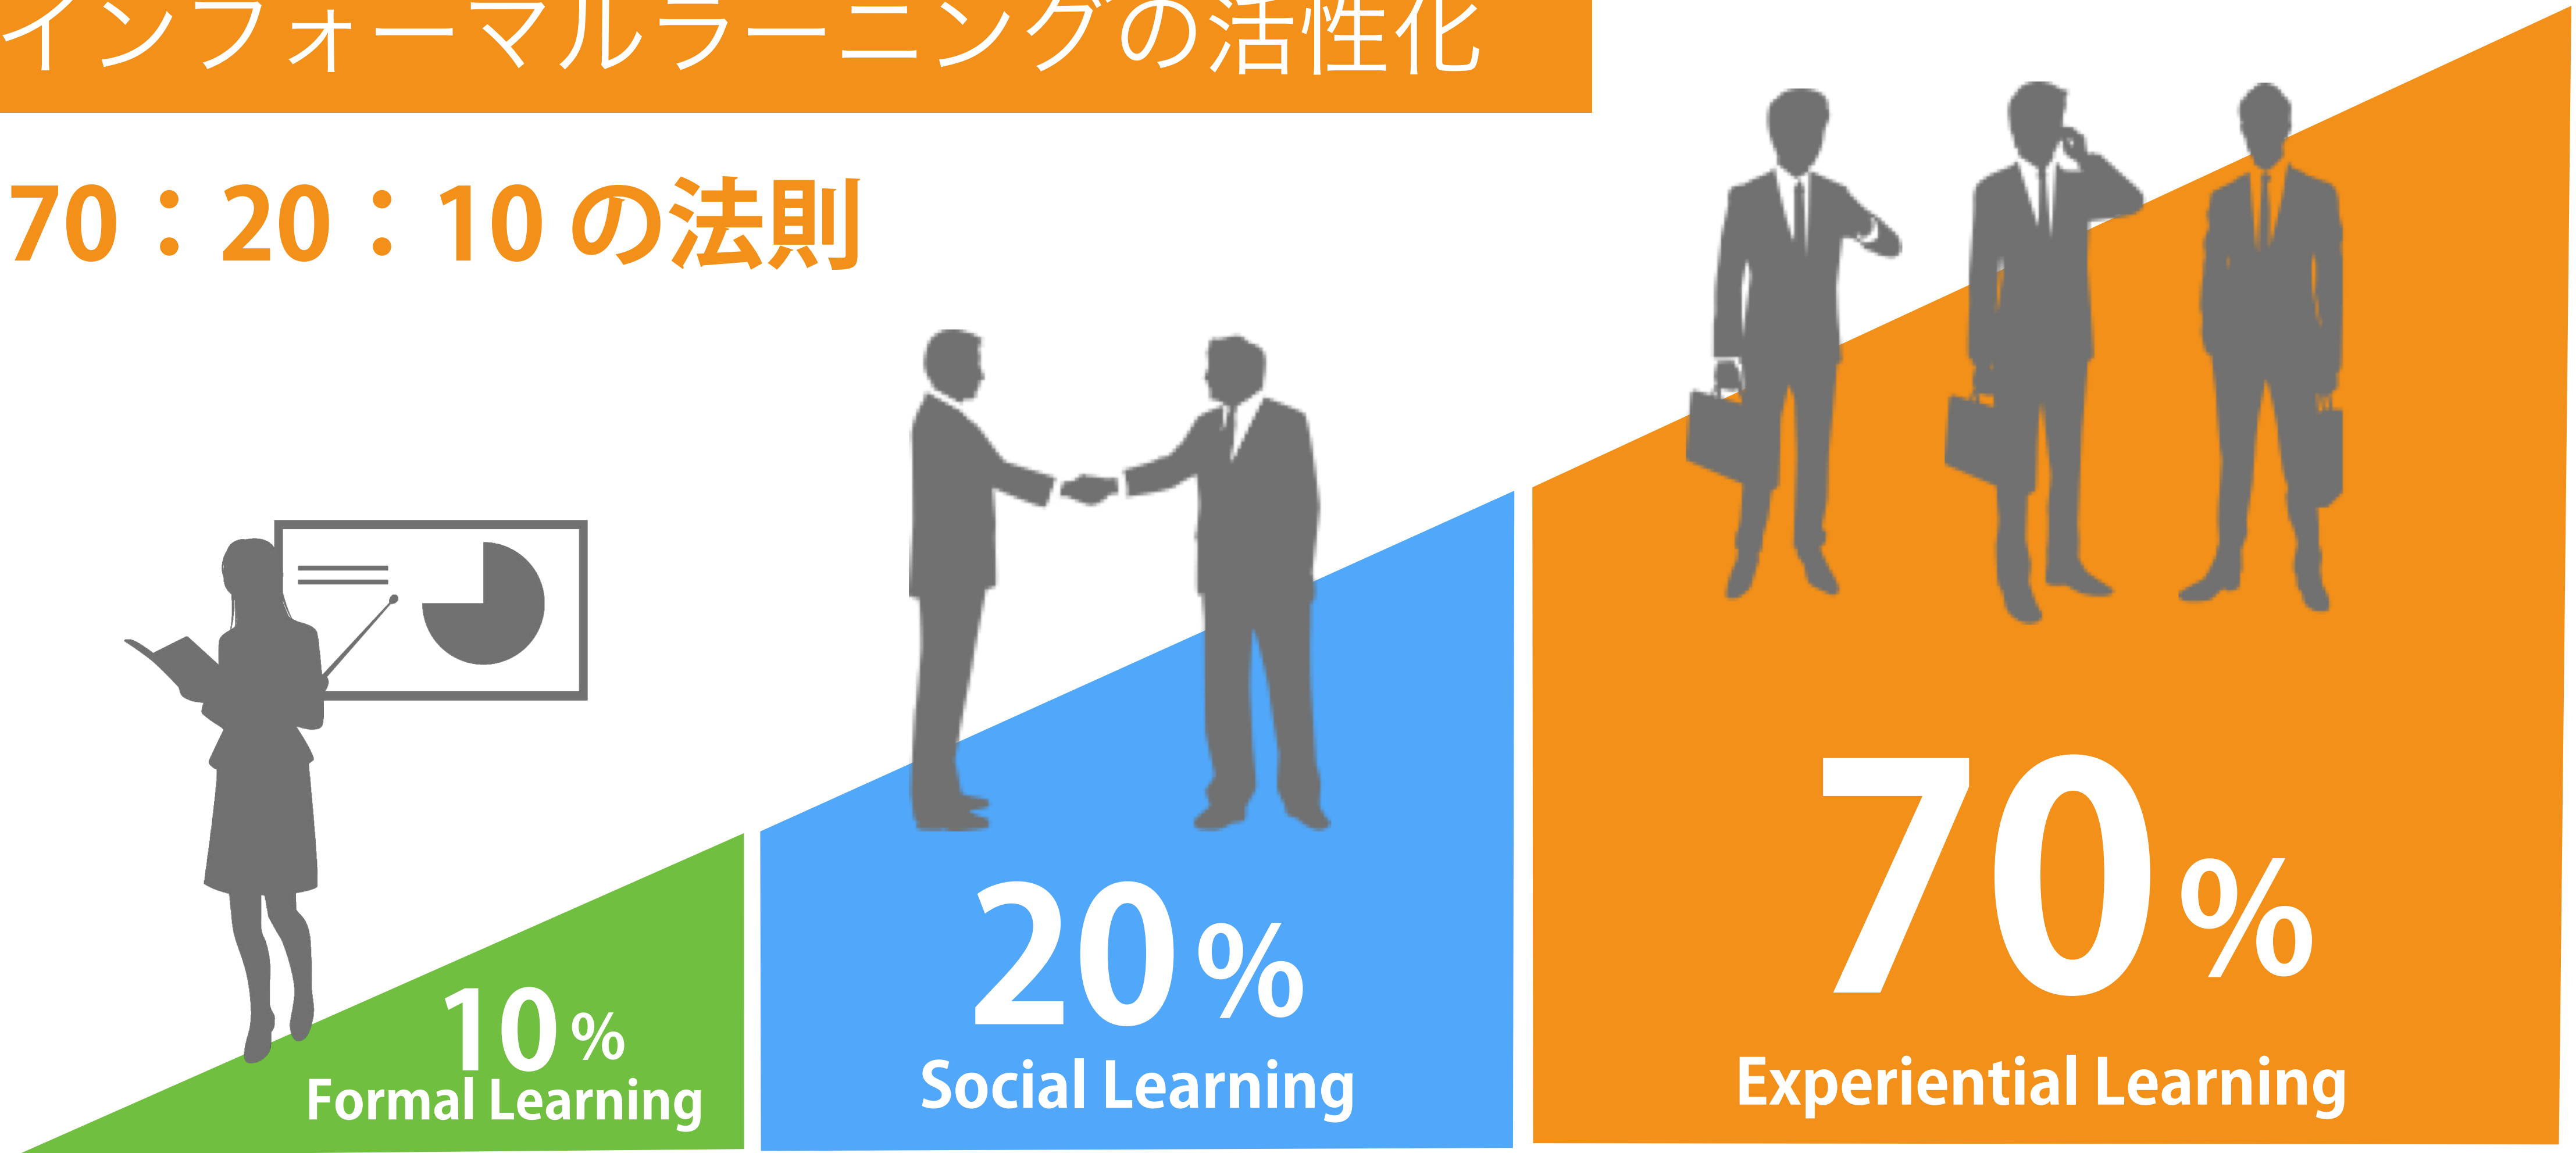 インフォーマルラーニングの活性化
70：20：10 の法則
10 %
Formal Learning
20 %
Social Learning
70 %
Experiential Learning